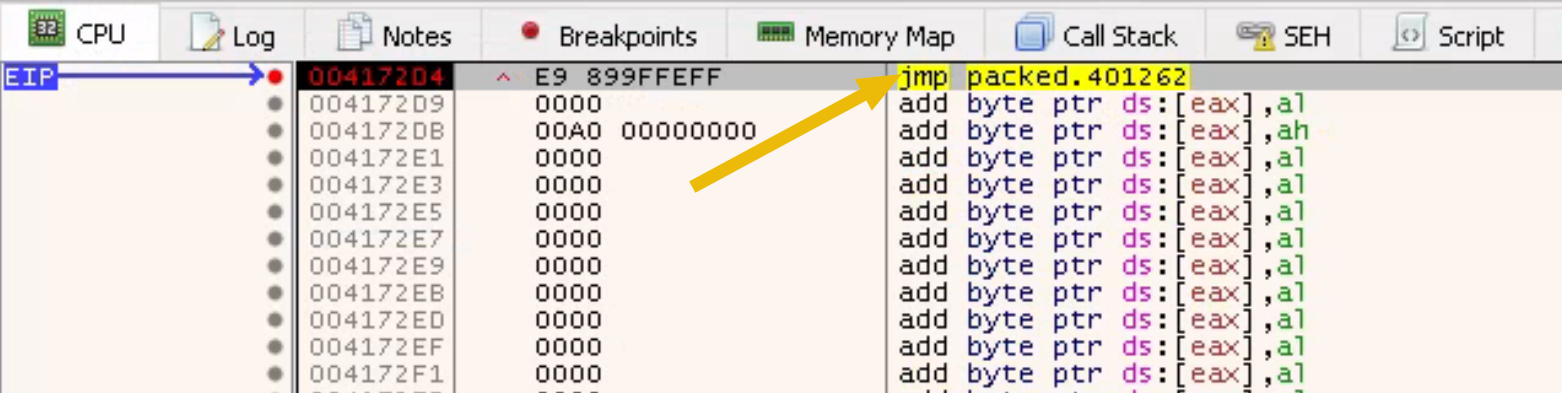 32 CPU Log Notes Breakpoints Memory Map Call Stack SEH Script
EIP 004172D4 ^ E9 899FFEFF jmp packed.401262
004172D9 0000 add byte ptr ds:[eax],al
004172DB 00A0 00000000 add byte ptr ds:[eax],ah
004172E1 0000 add byte ptr ds:[eax],al
004172E3 0000 add byte ptr ds:[eax],al
004172E5 0000 add byte ptr ds:[eax],al
004172E7 0000 add byte ptr ds:[eax],al
004172E9 0000 add byte ptr ds:[eax],al
004172EB 0000 add byte ptr ds:[eax],al
004172ED 0000 add byte ptr ds:[eax],al
004172EF 0000 add byte ptr ds:[eax],al
004172F1 0000 add byte ptr ds:[eax],al